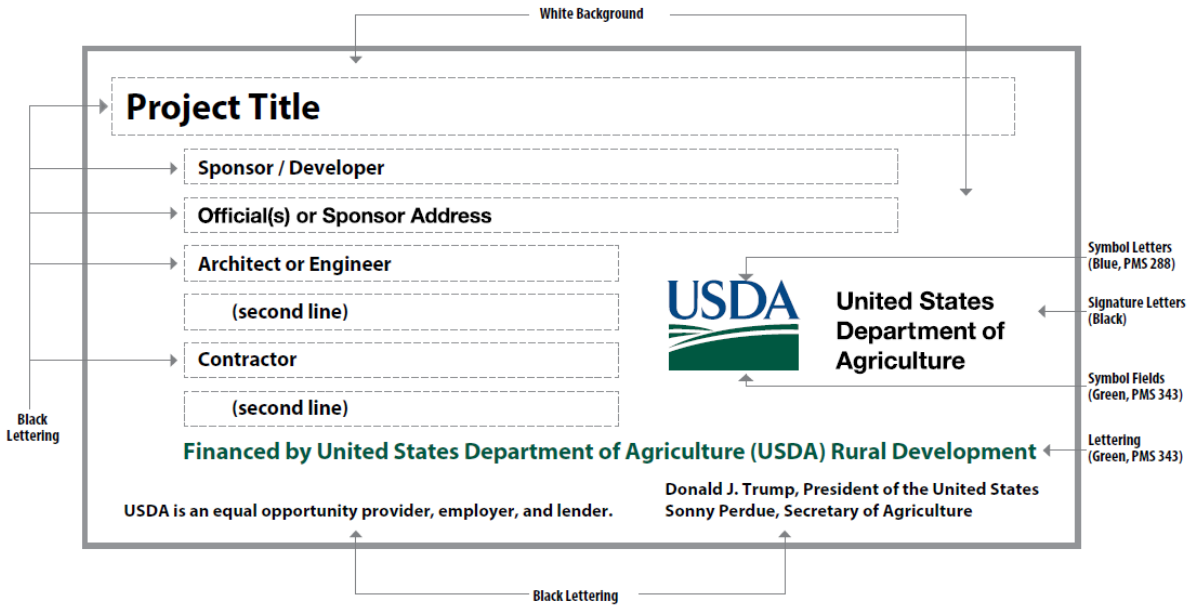 White Background
Project Title
Sponsor / Developer
Official(s) or Sponsor Address
Architect or Engineer
(second line)
Contractor
(second line)
Black
Lettering
USDA
United States
Department of
Agriculture
Symbol Letters
(Blue, PMS 288)
Signature Letters
(Black)
Symbol Fields
(Green, PMS 343)
Lettering
(Green, PMS 343)
Financed by United States Department of Agriculture (USDA) Rural Development
USDA is an equal opportunity provider, employer, and lender.
Donald J. Trump, President of the United States
Sonny Perdue, Secretary of Agriculture
Black Lettering